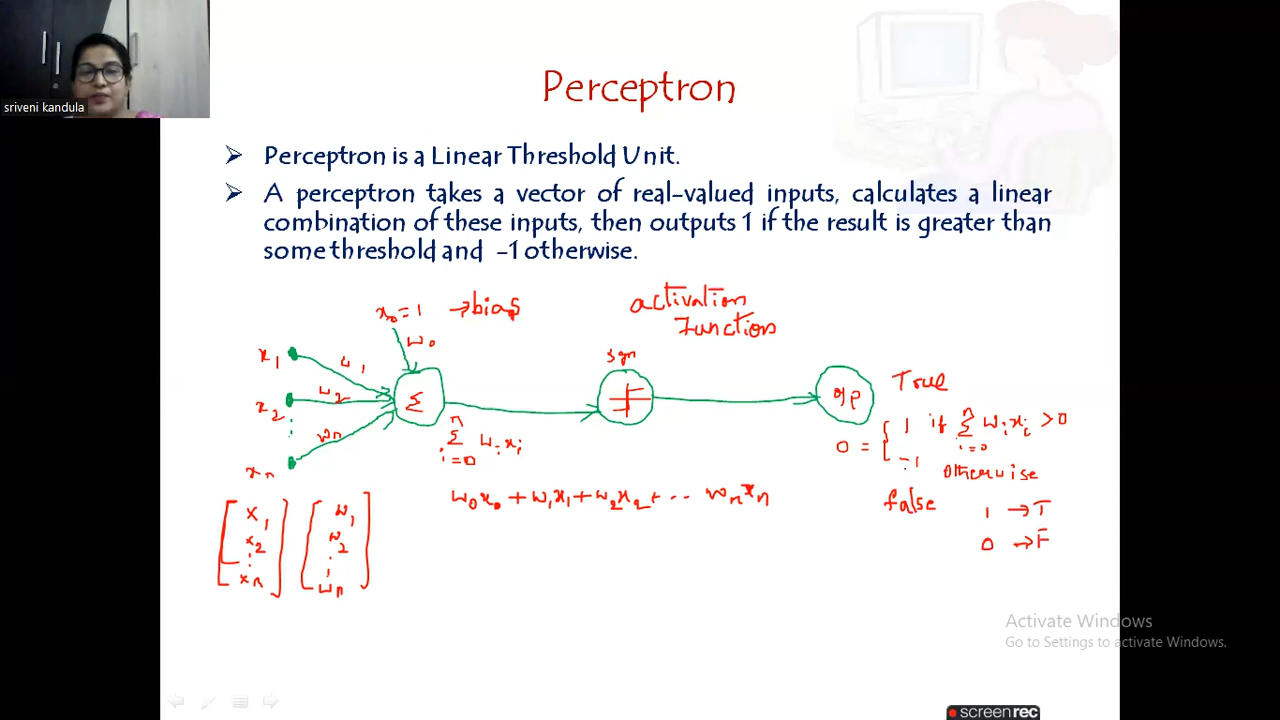 sriveni kandula
Perceptron
➢ Perceptron is a Linear Threshold Unit.
➢ A perceptron takes a vector of real-valued inputs, calculates a linear
combination of these inputs, then outputs 1 if the result is greater than
some threshold and -1 otherwise.
x₀ = 1 → bias
w₀
activation
Function
x₁ w₁
x₂ w₂
⋮
xₙ wₙ
Σ
sgn
o/p
True
n
Σ wᵢ xᵢ
i=0
0 = { 1 if Σ wᵢxᵢ > 0
n
i=0
-1 otherwise
false
w₀x₀ + w₁x₁ + w₂x₂ + ... wₙxₙ
1 → T
0 → F
[x₁ x₂ ⋮ xₙ] [w₁ w₂ ⋮ wₙ]
Activate Windows
Go to Settings to activate Windows.
screenrec